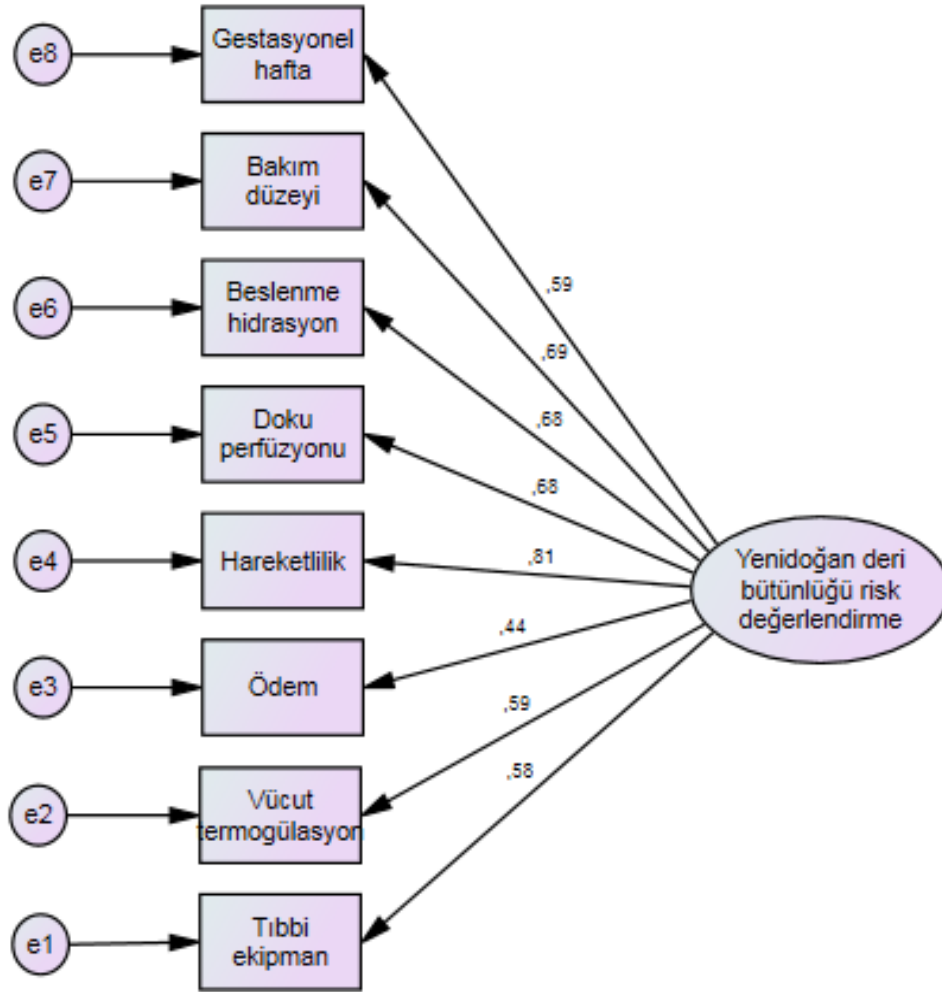 e8
Gestasyonel
hafta
e7
Bakım
düzeyi
e6
Beslenme
hidrasyon
e5
Doku
perfüzyonu
e4
Hareketlilik
e3
Ödem
e2
Vücut
termogülasyon
e1
Tıbbi
ekipman
,59
,69
,68
,68
,81
,44
,59
,58
Yenidoğan deri
bütünlüğü risk
değerlendirme